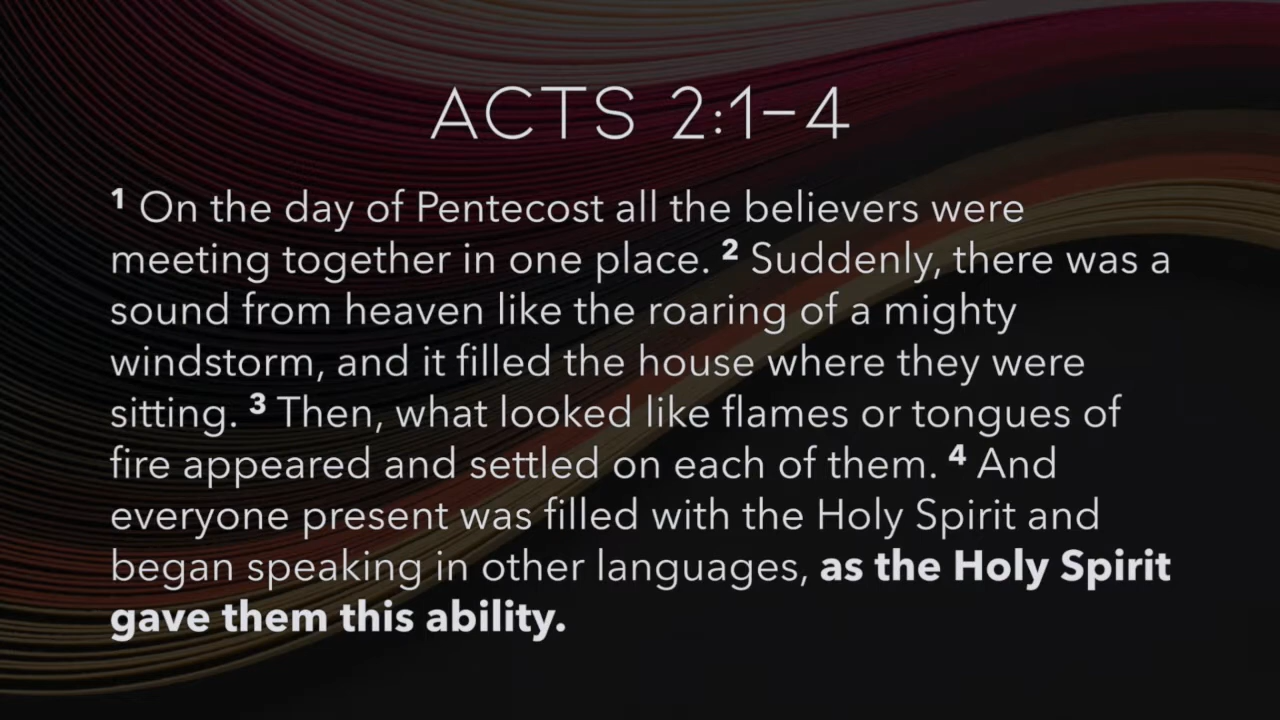 ACTS 2:1–4
1 On the day of Pentecost all the believers were
meeting together in one place. 2 Suddenly, there was a
sound from heaven like the roaring of a mighty
windstorm, and it filled the house where they were
sitting. 3 Then, what looked like flames or tongues of
fire appeared and settled on each of them. 4 And
everyone present was filled with the Holy Spirit and
began speaking in other languages, as the Holy Spirit
gave them this ability.